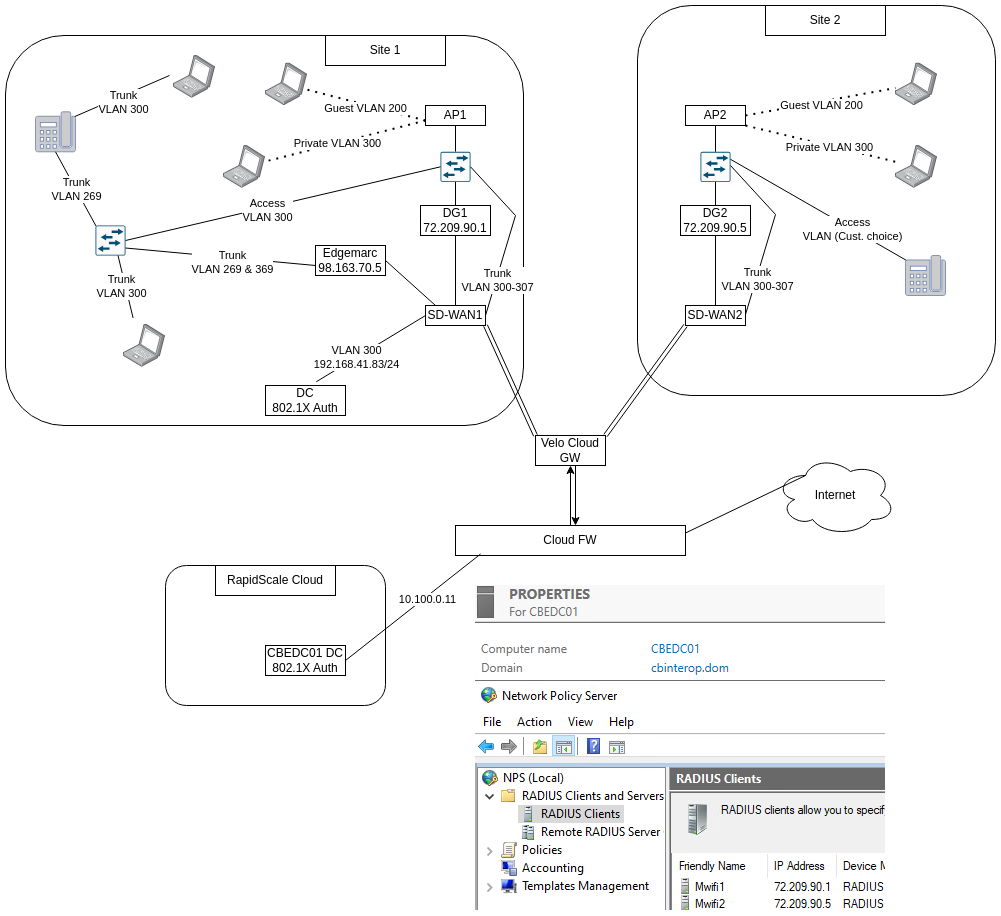 Site 1
Site 2
Trunk
VLAN 300
Guest VLAN 200
AP1
Private VLAN 300
Trunk
VLAN 269
Access
VLAN 300
DG1
72.209.90.1
Trunk
VLAN 269 & 369
Edgemarc
98.163.70.5
Trunk
VLAN 300-307
Trunk
VLAN 300
SD-WAN1
VLAN 300
192.168.41.83/24
DC
802.1X Auth
AP2
Guest VLAN 200
Private VLAN 300
DG2
72.209.90.5
Access
VLAN (Cust. choice)
Trunk
VLAN 300-307
SD-WAN2
Velo Cloud
GW
Internet
Cloud FW
RapidScale Cloud
10.100.0.11
CBEDC01 DC
802.1X Auth
PROPERTIES
For CBEDC01
Computer name CBEDC01
Domain cbinterop.dom
Network Policy Server
File Action View Help
NPS (Local)
RADIUS Clients and Servers
RADIUS Clients
Remote RADIUS Server
Policies
Accounting
Templates Management
RADIUS Clients
RADIUS clients allow you to specif
Friendly Name IP Address Device M
Mwifi1 72.209.90.1 RADIUS
Mwifi2 72.209.90.5 RADIUS